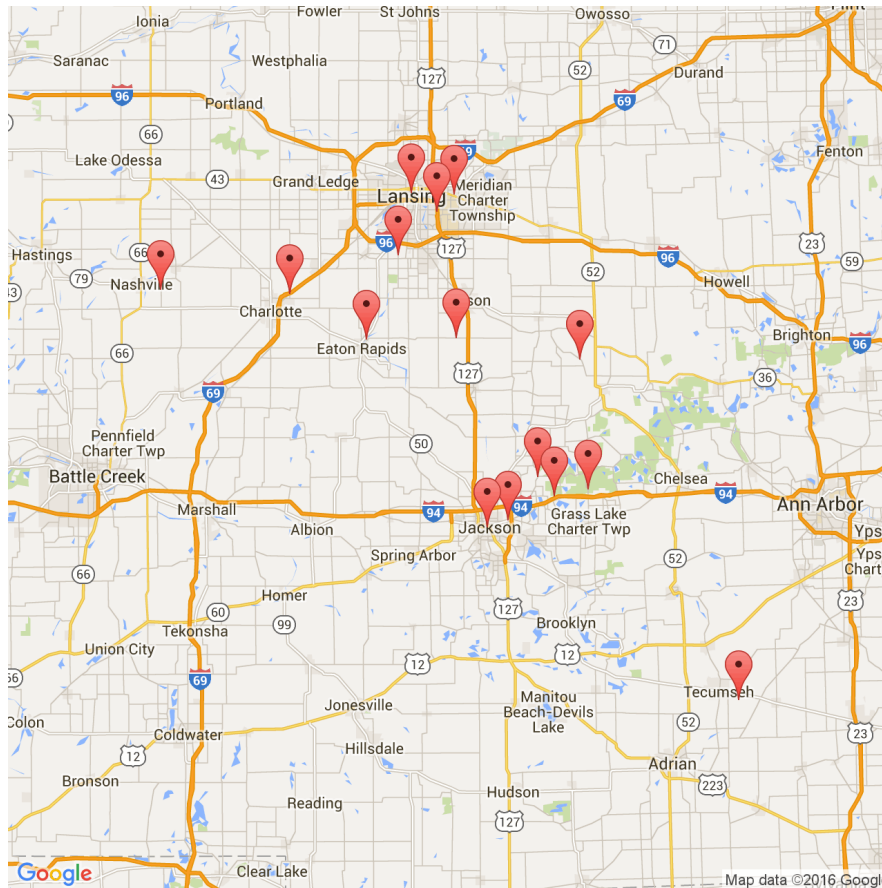 Fowler
St Johns
Owosso
Ionia
Saranac
Westphalia
127
52
71
Durand
96
Portland
69
66
Lake Odessa
43
Grand Ledge
Lansing
Meridian
Charter
Township
Fenton
23
Hastings
66
79
Nashville
96
127
52
96
59
Howell
43
Charlotte
Eaton Rapids
Brighton
96
66
127
36
69
Pennfield
Charter Twp
50
Battle Creek
Chelsea
94
Ann Arbor
Marshall
Albion
94
94
Jackson
Grass Lake
Charter Twp
Spring Arbor
52
66
Homer
60
99
127
23
Tekonsha
Brooklyn
Union City
12
12
69
Tecumseh
Jonesville
Manitou
Beach-Devils
Lake
52
Coldwater
12
Hillsdale
23
Adrian
Bronson
223
Hudson
Reading
127
Clear Lake
Google
Map data ©2016 Google